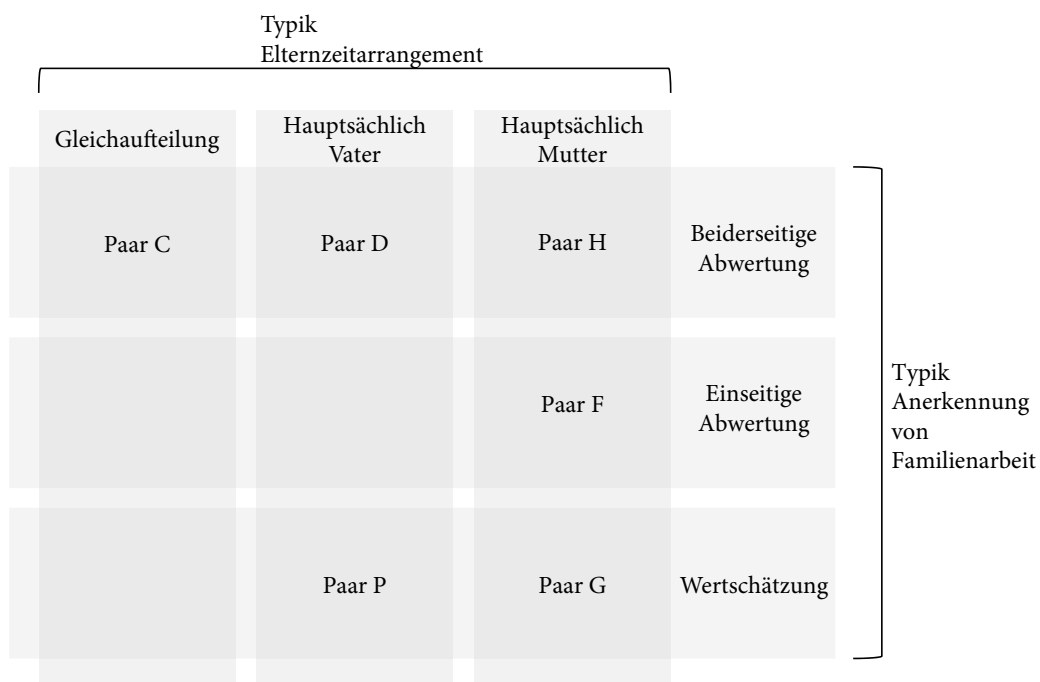 Typik
Elternzeitarrangement
Gleichaufteilung
Hauptsächlich
Vater
Hauptsächlich
Mutter
Paar C
Paar D
Paar H
Beiderseitige
Abwertung
Paar F
Einseitige
Abwertung
Typik
Anerkennung
von
Familienarbeit
Paar P
Paar G
Wertschätzung